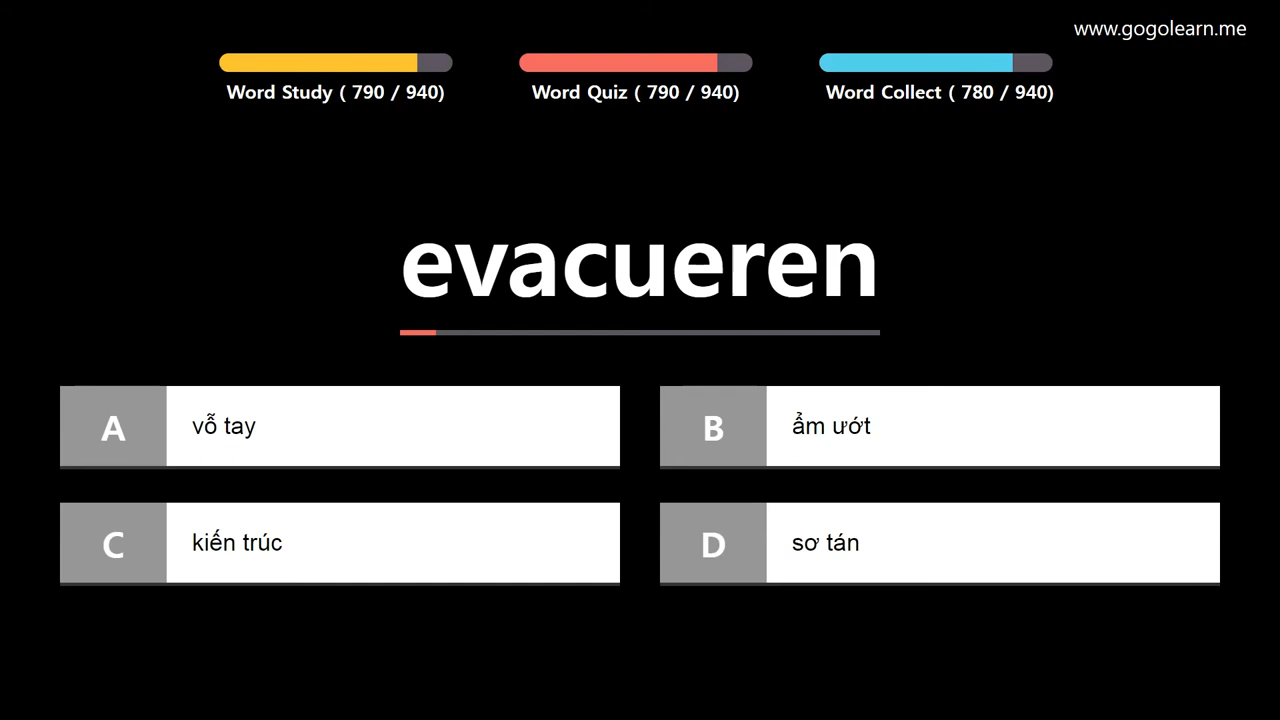 www.gogolearn.me
Word Study ( 790 / 940)
Word Quiz ( 790 / 940)
Word Collect ( 780 / 940)
evacueren
A
vỗ tay
B
ẩm ướt
C
kiến trúc
D
sơ tán